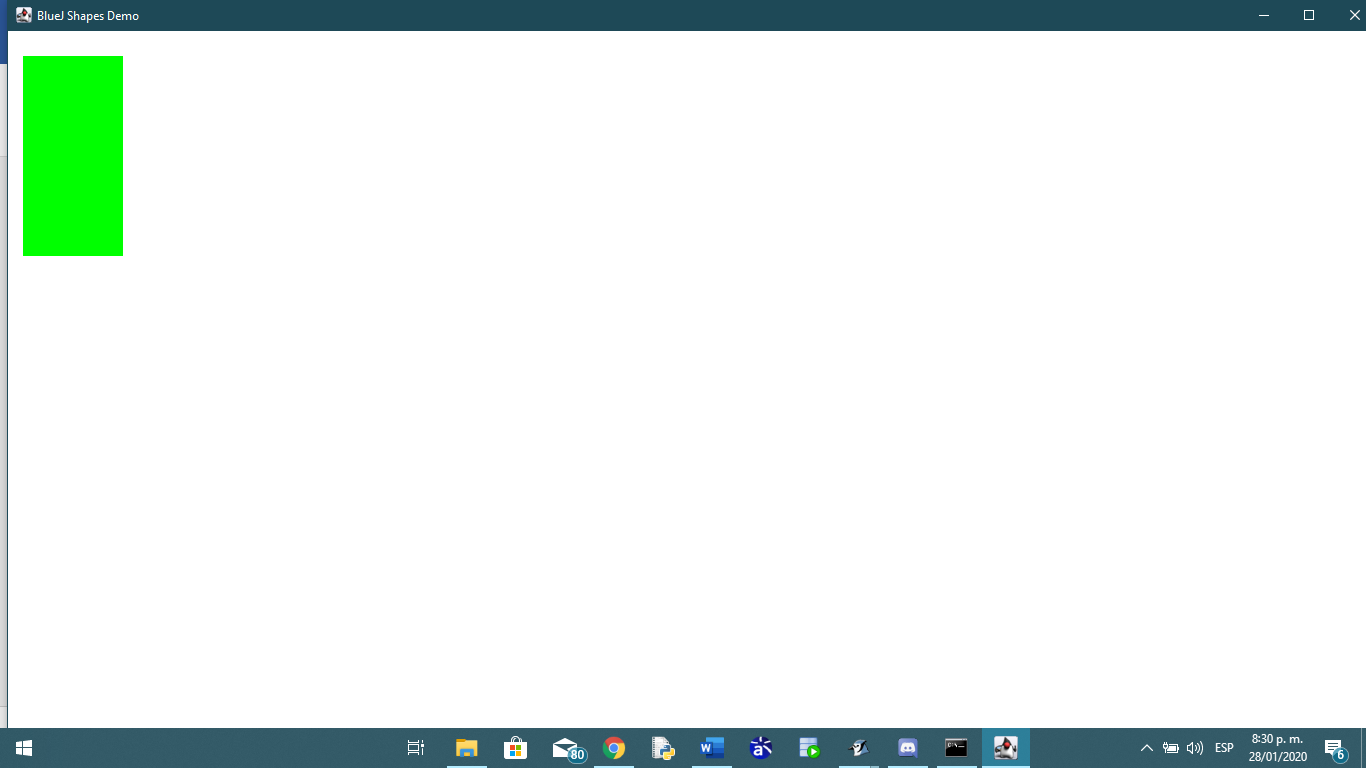 BlueJ Shapes Demo
80
W
a
C:\
ESP
8:30 p. m.
28/01/2020
6